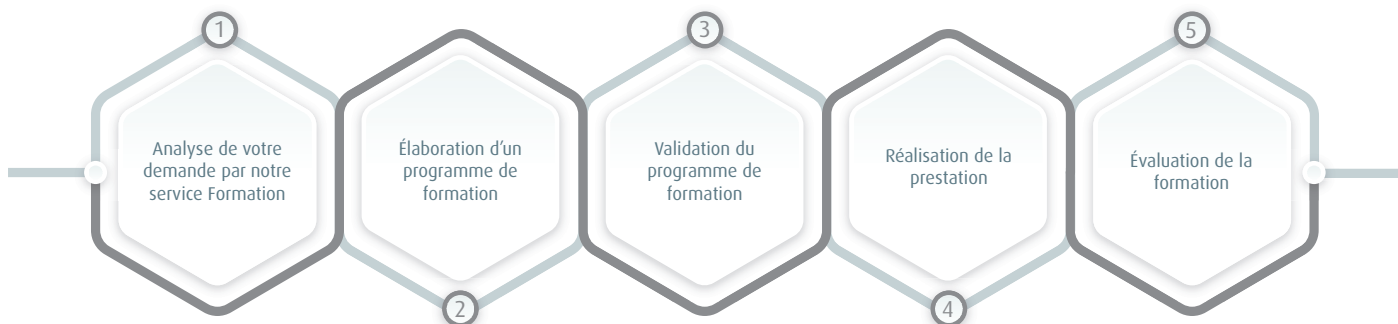 1
Analyse de votre
demande par notre
service Formation
2
Élaboration d’un
programme de
formation
3
Validation du
programme de
formation
4
Réalisation de la
prestation
5
Évaluation de la
formation